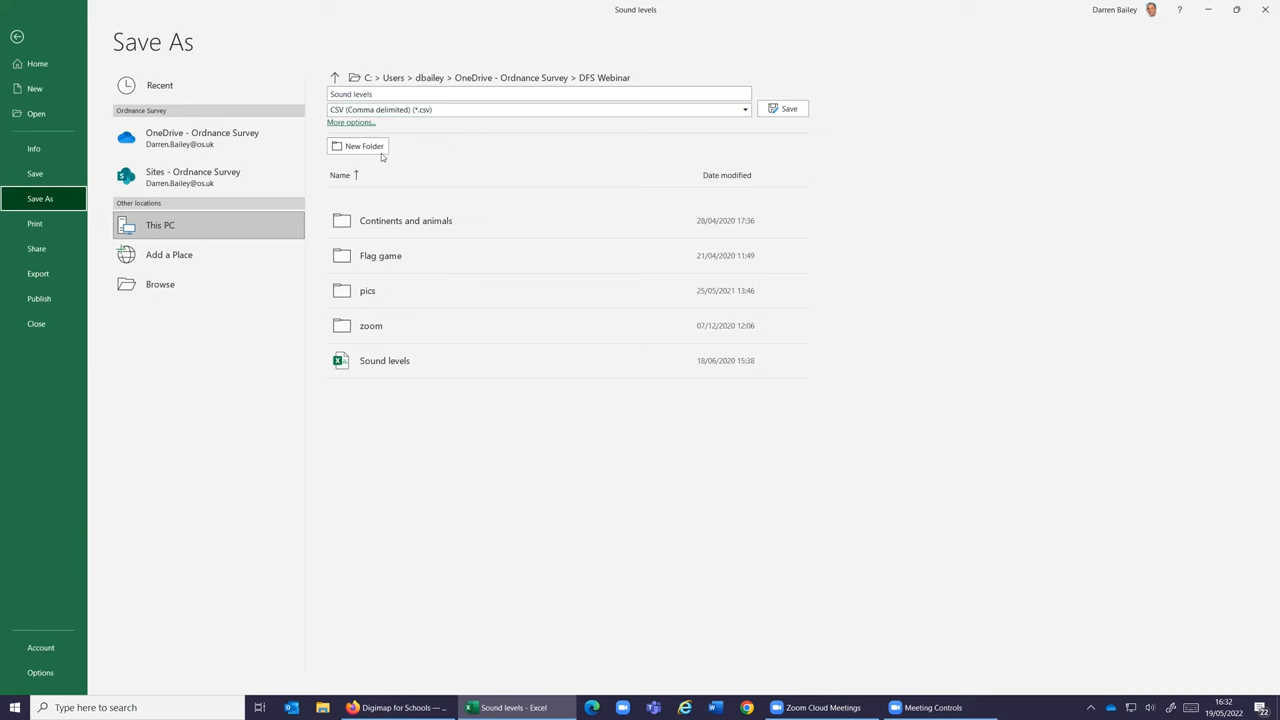 Sound levels
Darren Bailey
?
Save As
Home
New
Open
Info
Save
Save As
Print
Share
Export
Publish
Close
Account
Options
Recent
Ordnance Survey
OneDrive - Ordnance Survey
Darren.Bailey@os.uk
Sites - Ordnance Survey
Darren.Bailey@os.uk
Other locations
This PC
Add a Place
Browse
C: > Users > dbailey > OneDrive - Ordnance Survey > DFS Webinar
Sound levels
CSV (Comma delimited) (*.csv)
Save
More options...
New Folder
Name
Date modified
Continents and animals
28/04/2020 17:36
Flag game
21/04/2020 11:49
pics
25/05/2021 13:46
zoom
07/12/2020 12:06
Sound levels
18/06/2020 15:38
Type here to search
Digimap for Schools — ...
Sound levels - Excel
Zoom Cloud Meetings
Meeting Controls
16:32
19/05/2022
22